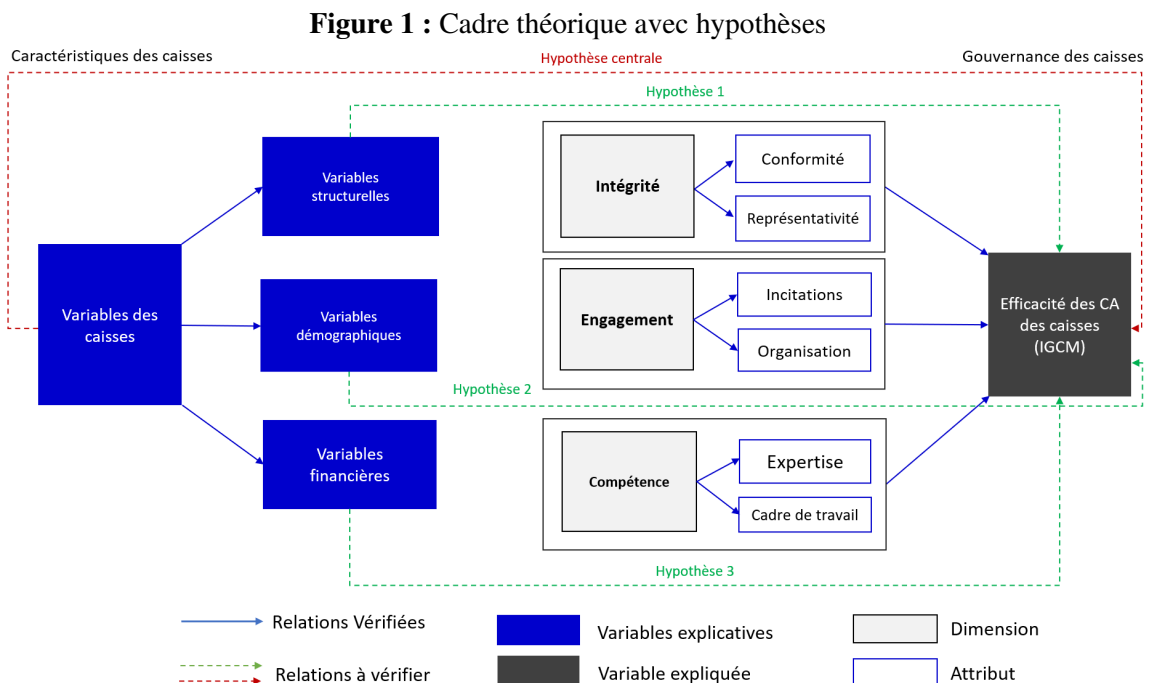 Figure 1 : Cadre théorique avec hypothèses
Caractéristiques des caisses
Hypothèse centrale
Gouvernance des caisses
Hypothèse 1
Variables
structurelles
Intégrité
Conformité
Représentativité
Variables des
caisses
Variables
démographiques
Engagement
Incitations
Organisation
Efficacité des CA
des caisses
(IGCM)
Hypothèse 2
Variables
financières
Compétence
Expertise
Cadre de travail
Hypothèse 3
Relations Vérifiées
Variables explicatives
Dimension
Relations à vérifier
Variable expliquée
Attribut